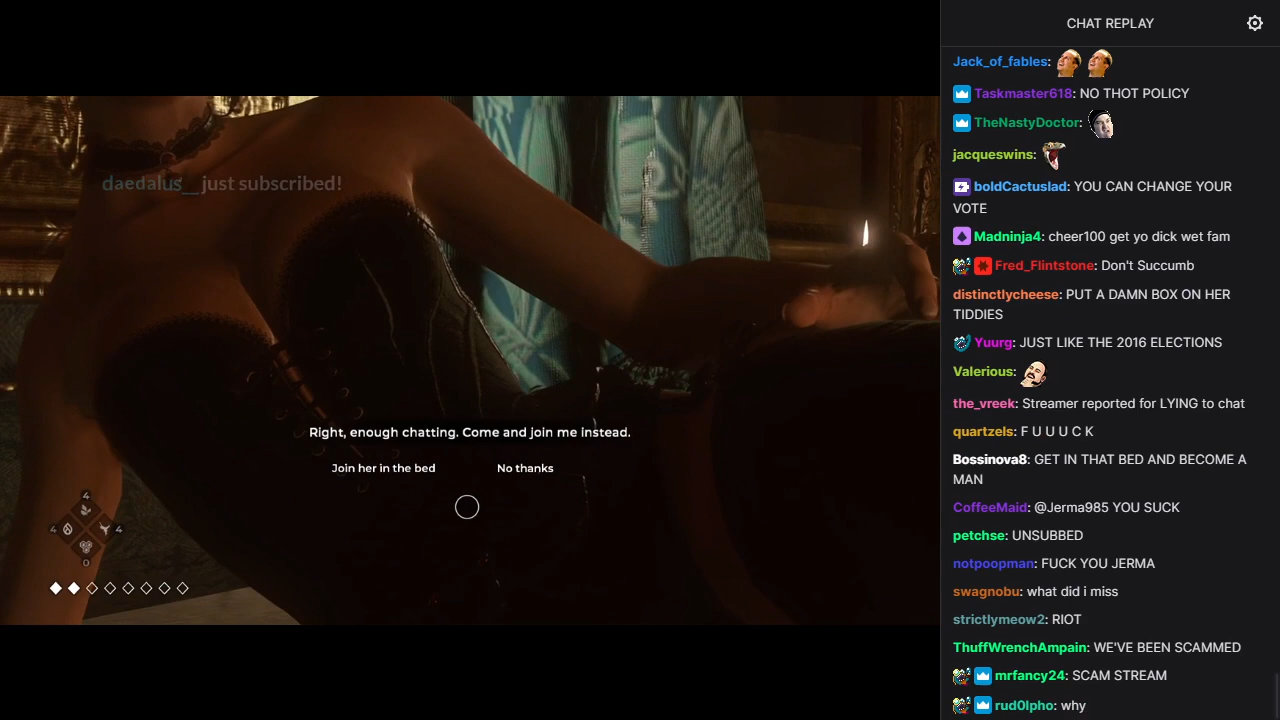 daedalus__ just subscribed!
Right, enough chatting. Come and join me instead.
Join her in the bed
No thanks
4
4
4
0
CHAT REPLAY
Jack_of_fables:
Taskmaster618: NO THOT POLICY
TheNastyDoctor:
jacqueswins:
boldCactuslad: YOU CAN CHANGE YOUR
VOTE
Madninja4: cheer100 get yo dick wet fam
Fred_Flintstone: Don't Succumb
distinctlycheese: PUT A DAMN BOX ON HER
TIDDIES
Yuurg: JUST LIKE THE 2016 ELECTIONS
Valerious:
the_vreek: Streamer reported for LYING to chat
quartzels: F U U U C K
Bossinova8: GET IN THAT BED AND BECOME A
MAN
CoffeeMaid: @Jerma985 YOU SUCK
petchse: UNSUBBED
notpoopman: FUCK YOU JERMA
swagnobu: what did i miss
strictlymeow2: RIOT
ThuffWrenchAmpain: WE'VE BEEN SCAMMED
mrfancy24: SCAM STREAM
rud0lpho: why